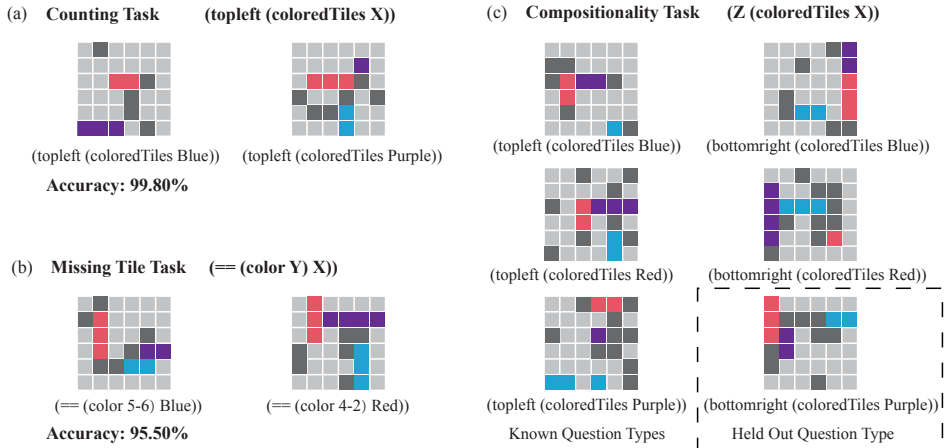 (a) Counting Task (topleft (coloredTiles X))
(topleft (coloredTiles Blue)) (topleft (coloredTiles Purple))
Accuracy: 99.80%
(b) Missing Tile Task (== (color Y) X))
(== (color 5-6) Blue)) (== (color 4-2) Red))
Accuracy: 95.50%
(c) Compositionality Task (Z (coloredTiles X))
(topleft (coloredTiles Blue)) (bottomright (coloredTiles Blue))
(topleft (coloredTiles Red)) (bottomright (coloredTiles Red))
(topleft (coloredTiles Purple)) (bottomright (coloredTiles Purple))
Known Question Types Held Out Question Type